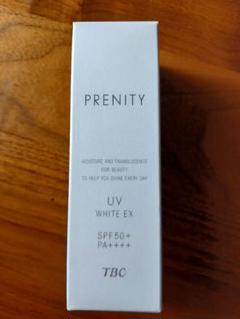 PRENITY
MOISTURE AND TRANSLUCENCE
FOR BEAUTY
TO HELP YOU SHINE EVERY DAY
UV
WHITE EX
SPF50+
PA++++
TBC